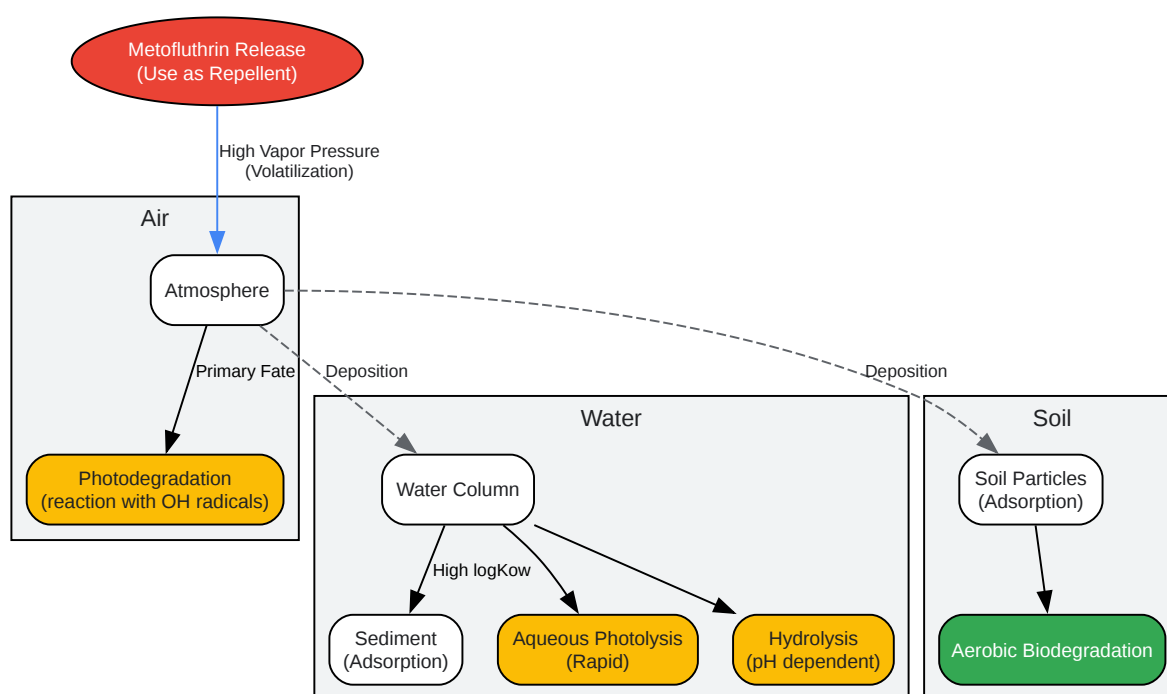 Metofluthrin Release
(Use as Repellent)
High Vapor Pressure
(Volatilization)
Air
Atmosphere
Primary Fate
Deposition
Deposition
Photodegradation
(reaction with OH radicals)
Water
Water Column
High logKow
Sediment
(Adsorption)
Aqueous Photolysis
(Rapid)
Hydrolysis
(pH dependent)
Soil
Soil Particles
(Adsorption)
Aerobic Biodegradation